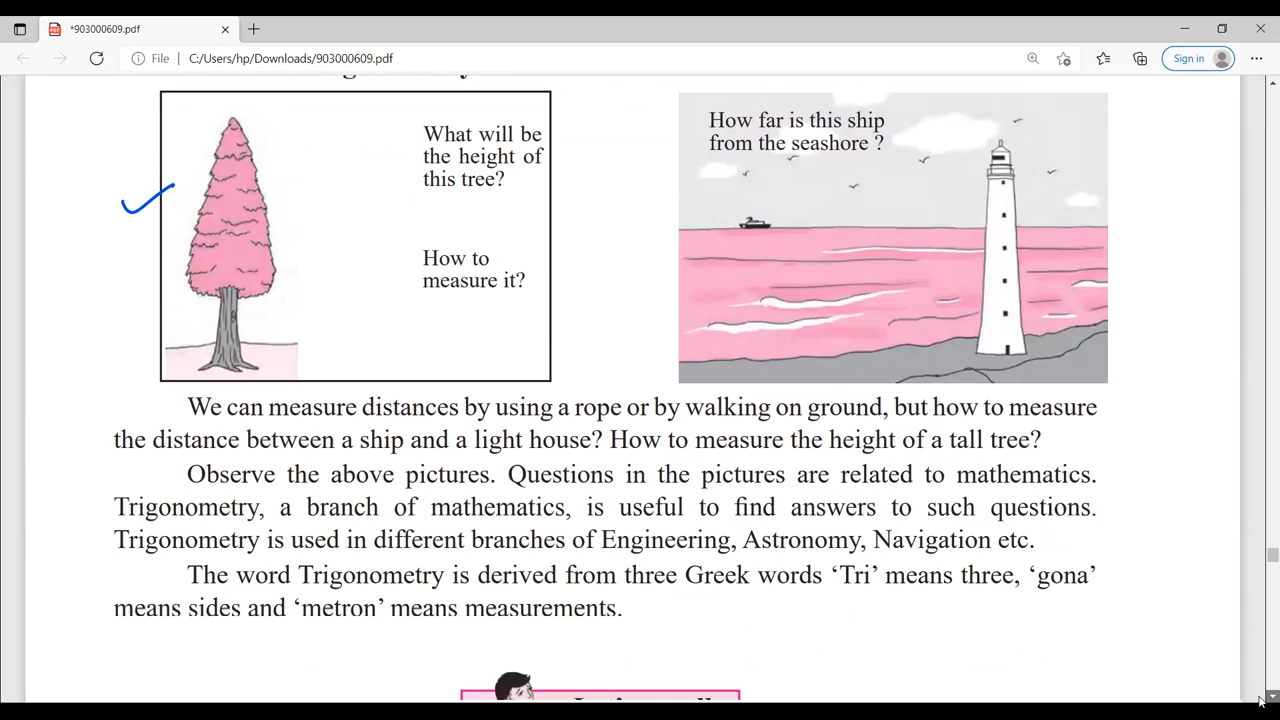 *903000609.pdf
File
C:/Users/hp/Downloads/903000609.pdf
Sign in
What will be
the height of
this tree?
How to
measure it?
How far is this ship
from the seashore ?
We can measure distances by using a rope or by walking on ground, but how to measure
the distance between a ship and a light house? How to measure the height of a tall tree?
Observe the above pictures. Questions in the pictures are related to mathematics.
Trigonometry, a branch of mathematics, is useful to find answers to such questions.
Trigonometry is used in different branches of Engineering, Astronomy, Navigation etc.
The word Trigonometry is derived from three Greek words ‘Tri’ means three, ‘gona’
means sides and ‘metron’ means measurements.